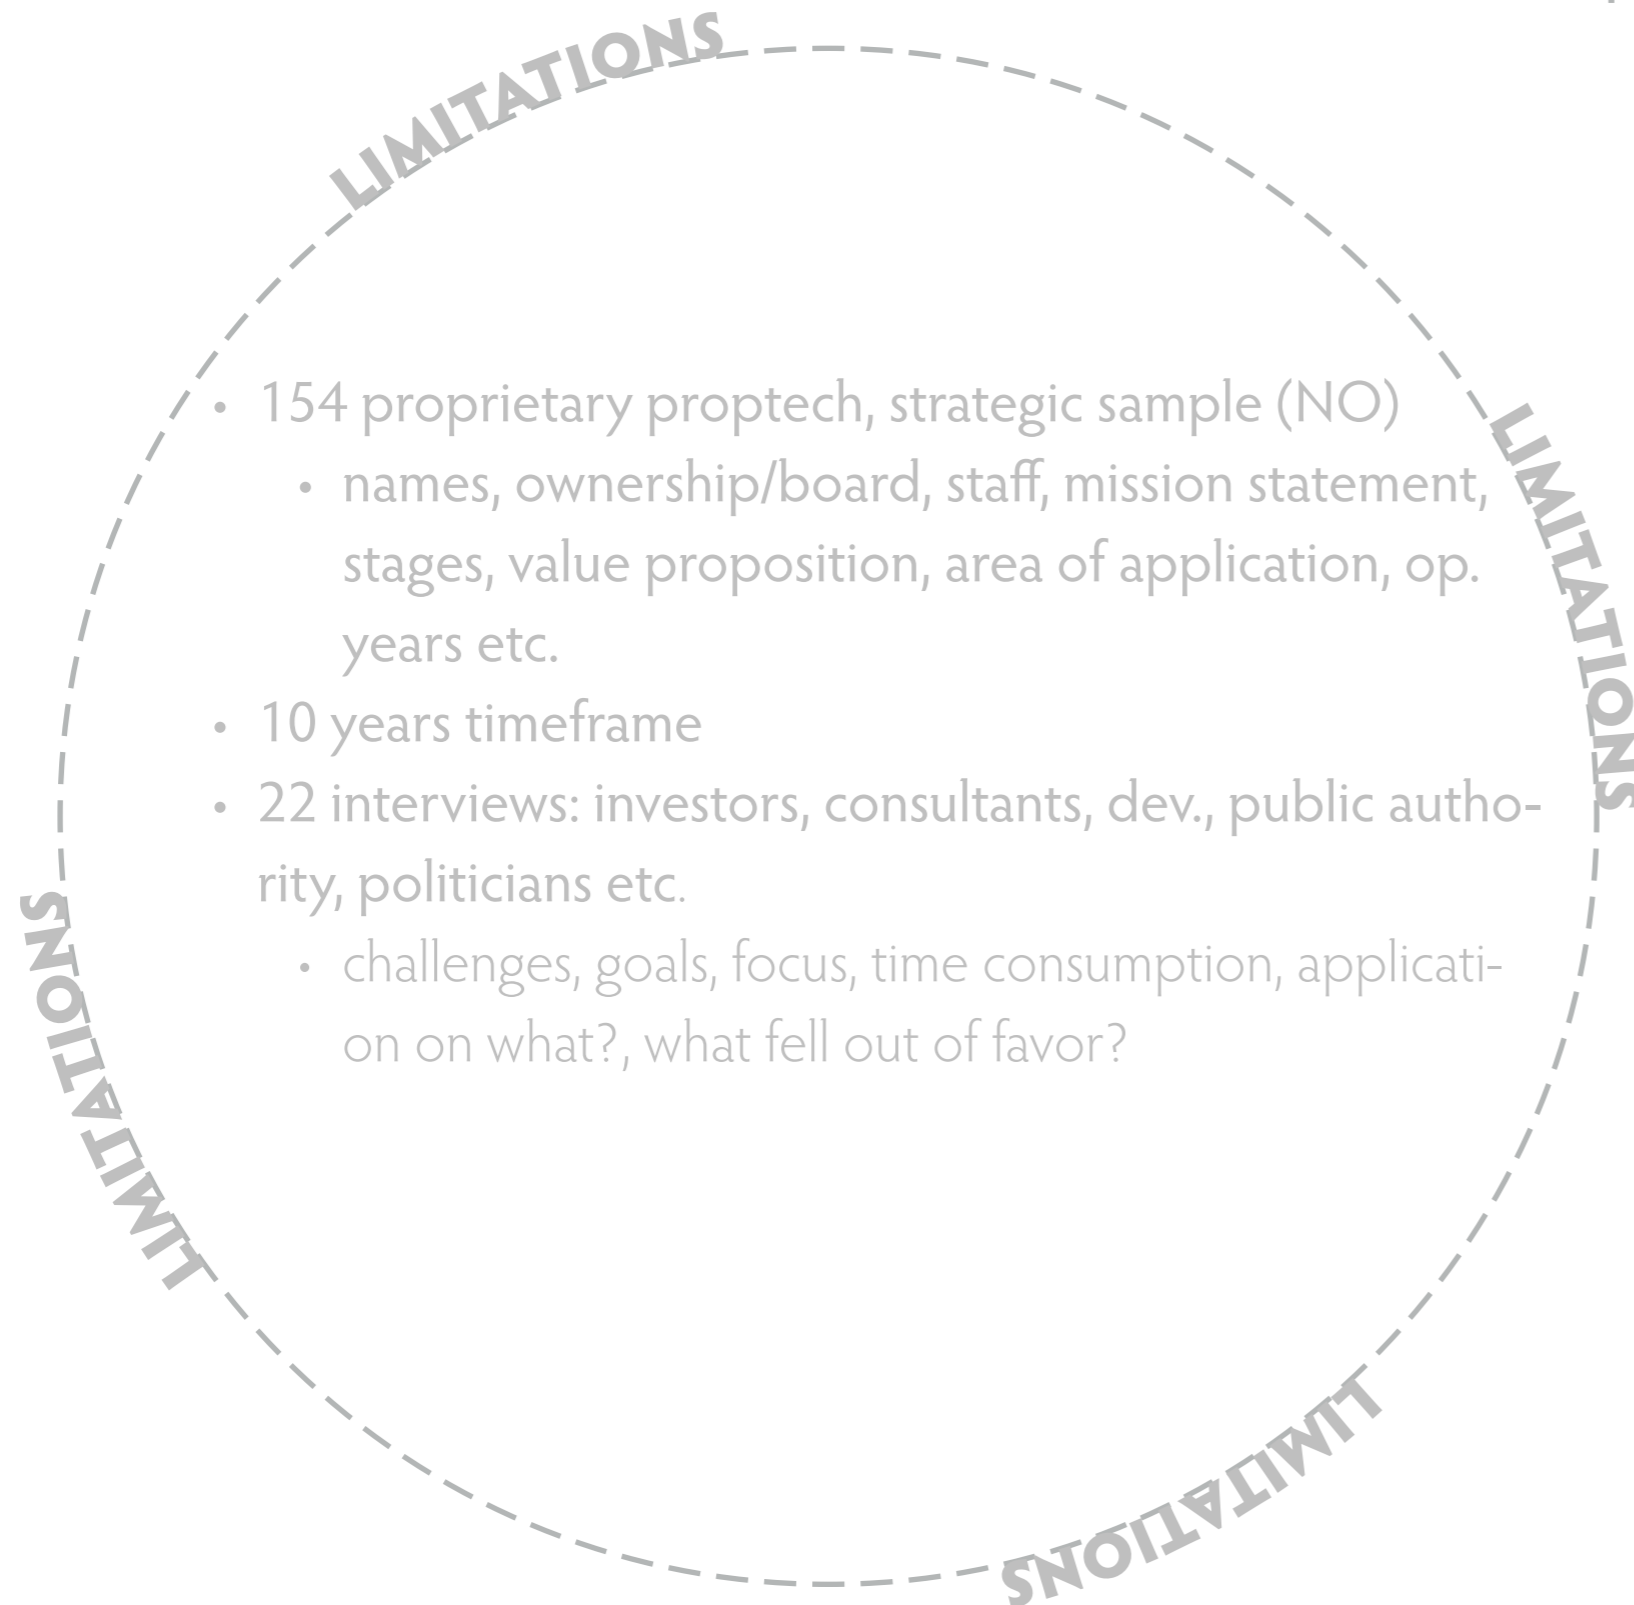 LIMITATIONS
• 154 proprietary proptech, strategic sample (NO)
• names, ownership/board, staff, mission statement,
stages, value proposition, area of application, op.
years etc.
• 10 years timeframe
• 22 interviews: investors, consultants, dev., public autho-
rity, politicians etc.
• challenges, goals, focus, time consumption, applicati-
on on what?, what fell out of favor?
LIMITATIONS
LIMITATIONS
LIMITATIONS